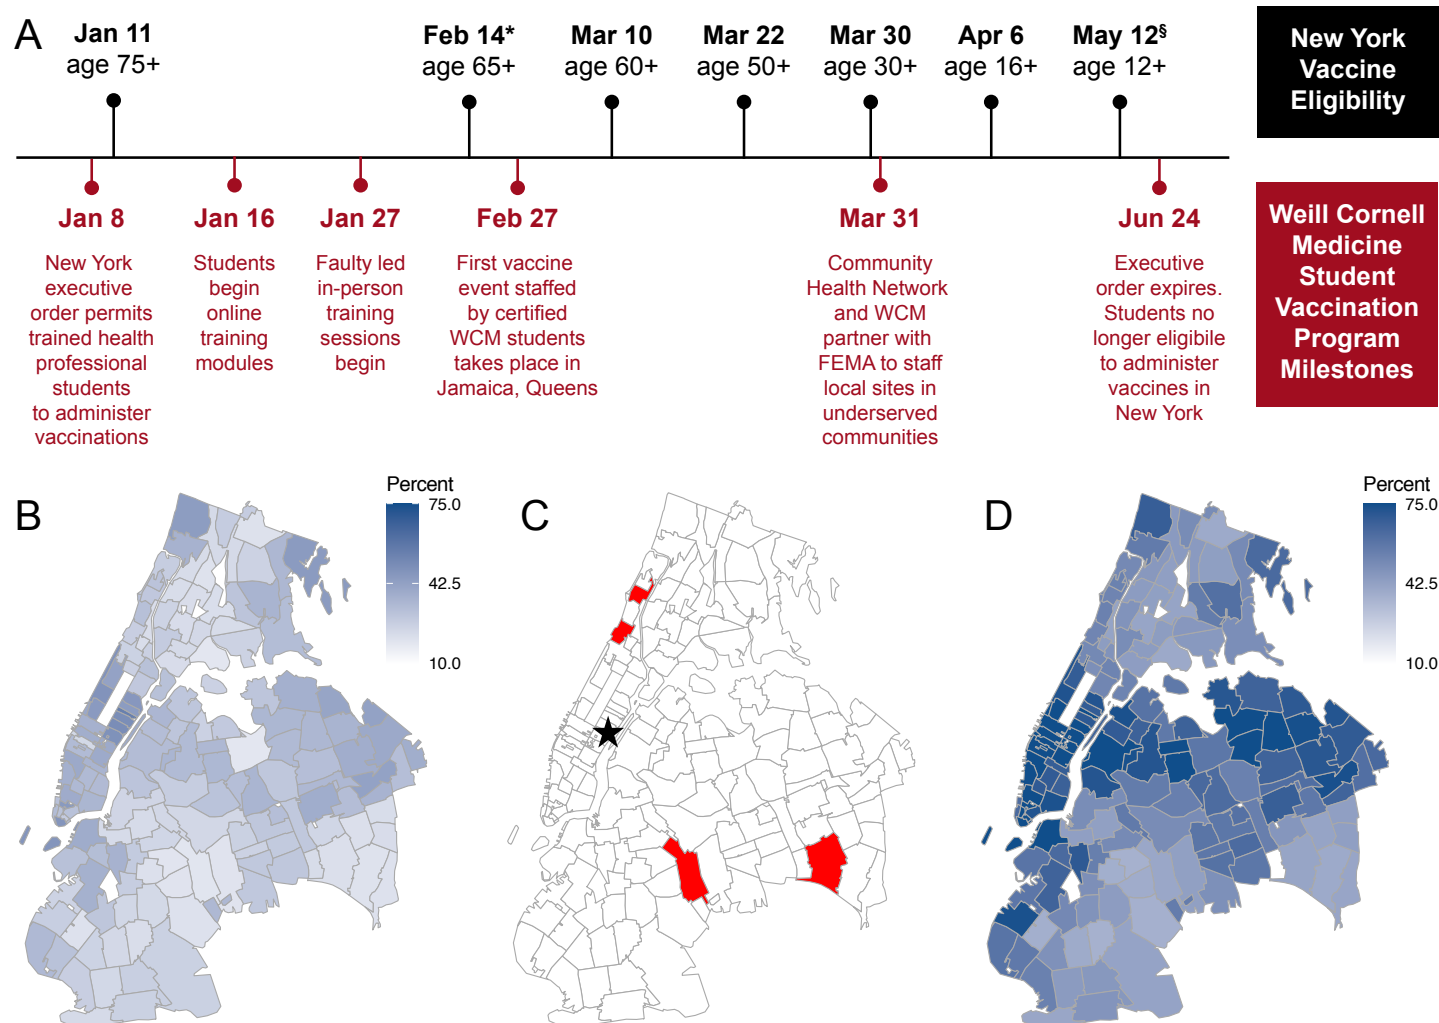 A
Jan 11
age 75+
Feb 14*
age 65+
Mar 10
age 60+
Mar 22
age 50+
Mar 30
age 30+
Apr 6
age 16+
May 12§
age 12+
New York
Vaccine
Eligibility
Jan 8
New York
executive
order permits
trained health
professional
students
to administer
vaccinations
Jan 16
Students
begin
online
training
modules
Jan 27
Faulty led
in-person
training
sessions
begin
Feb 27
First vaccine
event staffed
by certified
WCM students
takes place in
Jamaica, Queens
Mar 31
Community
Health Network
and WCM
partner with
FEMA to staff
local sites in
underserved
communities
Jun 24
Executive
order expires.
Students no
longer eligibile
to administer
vaccines in
New York
Weill Cornell
Medicine
Student
Vaccination
Program
Milestones
B
Percent
75.0
42.5
10.0
C
D
Percent
75.0
42.5
10.0